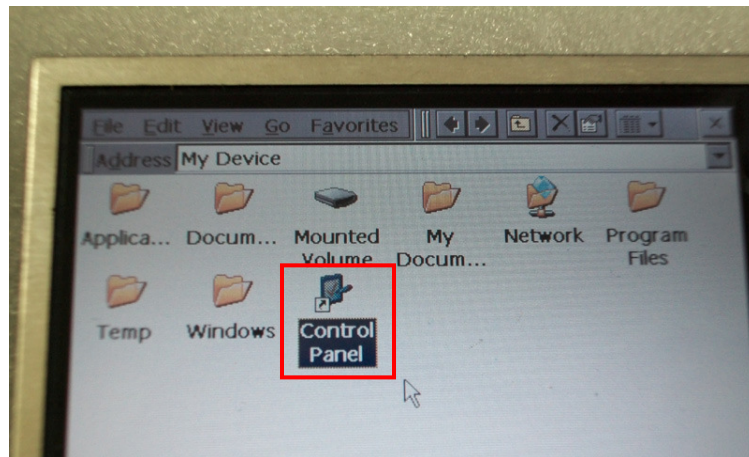 File Edit View Go Favorites
Address My Device
Applica... Docum... Mounted Volume My Docum... Network Program Files
Temp Windows Control Panel